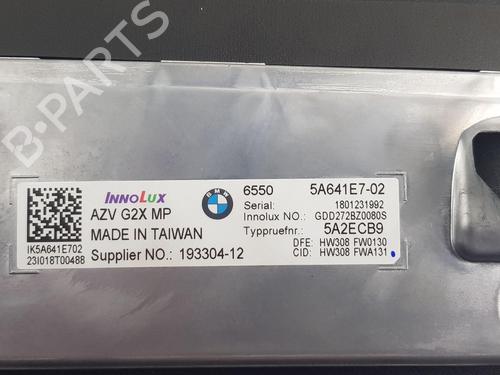 B-PARTS
INNOLUX
BMW
6550 5A641E7-02
AZV G2X MP
Serial: 1801231992
Innolux NO.: GDD272BZ0080S
MADE IN TAIWAN
Typpruefnr.: 5A2ECB9
IK5A641E702
23I018T00488
Supplier NO.: 193304-12
DFE: HW308 FW0130
CID: HW308 FWA131